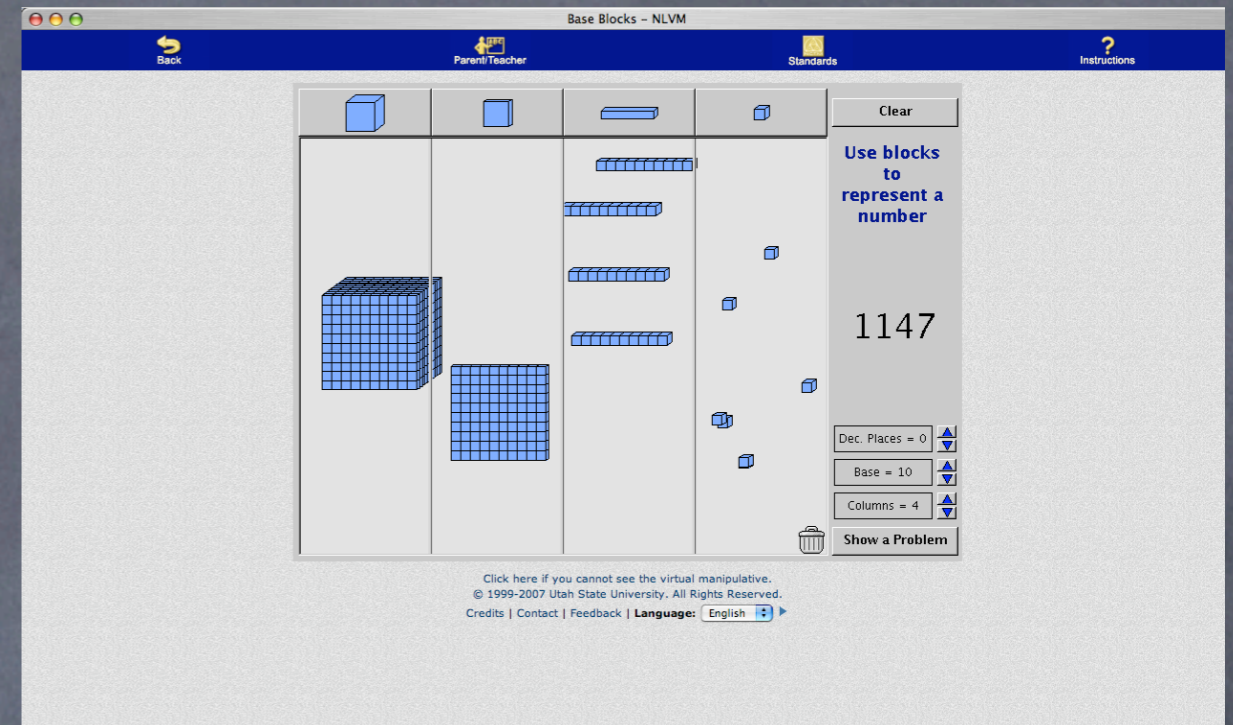 Base Blocks – NLVM
Back
Parent/Teacher
Standards
Instructions
Clear
Use blocks
to
represent a
number
1147
Dec. Places = 0
Base = 10
Columns = 4
Show a Problem
Click here if you cannot see the virtual manipulative.
© 1999-2007 Utah State University. All Rights Reserved.
Credits | Contact | Feedback | Language: English